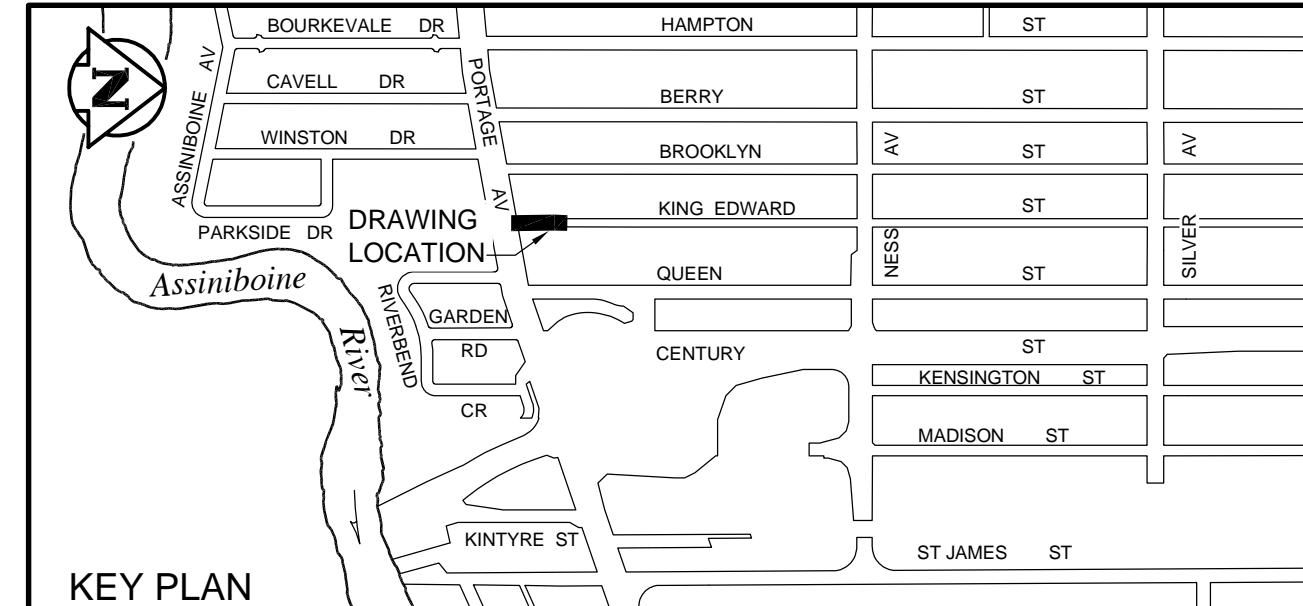 BOURKEVALE DR
HAMPTON ST
N
ASSINIBOINE AV
CAVELL DR
PORTAGE AV
BERRY ST
WINSTON DR
BROOKLYN ST
NESS AV
SILVER AV
KING EDWARD ST
PARKSIDE DR
DRAWING
LOCATION
QUEEN ST
Assiniboine
River
RIVERBEND
GARDEN
RD
CR
CENTURY ST
KENSINGTON ST
MADISON ST
KINTYRE ST
ST JAMES ST
KEY PLAN